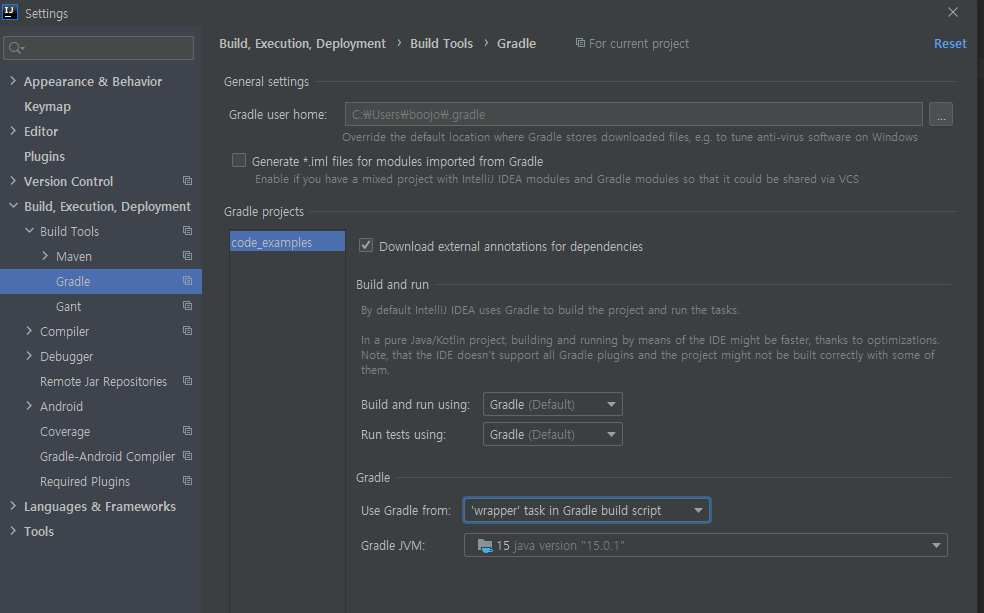 IJ Settings
Build, Execution, Deployment › Build Tools › Gradle For current project Reset
Appearance & Behavior
Keymap
Editor
Plugins
Version Control
Build, Execution, Deployment
Build Tools
Maven
Gradle
Gant
Compiler
Debugger
Remote Jar Repositories
Android
Coverage
Gradle-Android Compiler
Required Plugins
Languages & Frameworks
Tools
General settings
Gradle user home: C:₩Users₩boojo₩.gradle ...
Override the default location where Gradle stores downloaded files, e.g. to tune anti-virus software on Windows
Generate *.iml files for modules imported from Gradle
Enable if you have a mixed project with IntelliJ IDEA modules and Gradle modules so that it could be shared via VCS
Gradle projects
code_examples
Download external annotations for dependencies
Build and run
By default IntelliJ IDEA uses Gradle to build the project and run the tasks.
In a pure Java/Kotlin project, building and running by means of the IDE might be faster, thanks to optimizations.
Note, that the IDE doesn't support all Gradle plugins and the project might not be built correctly with some of
them.
Build and run using: Gradle (Default)
Run tests using: Gradle (Default)
Gradle
Use Gradle from: 'wrapper' task in Gradle build script
Gradle JVM: 15 java version "15.0.1"